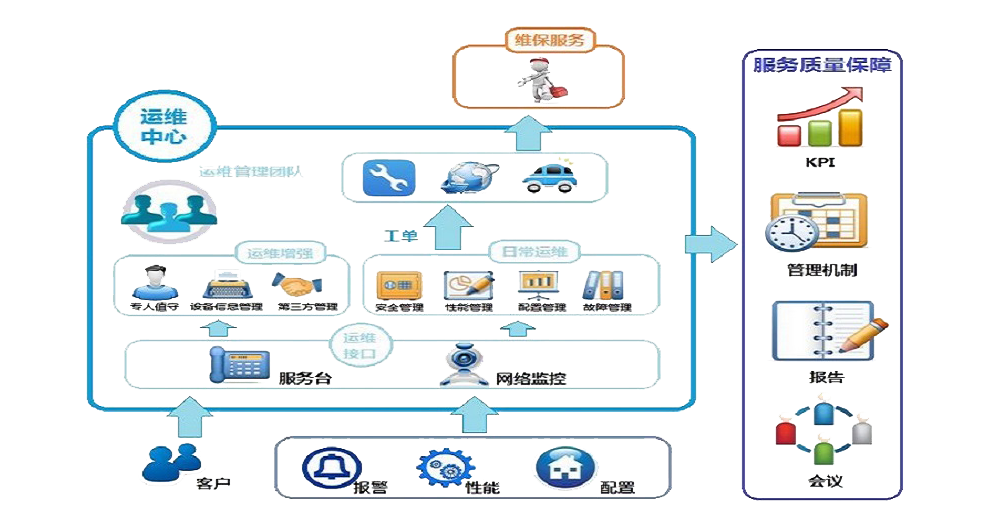 维保服务
服务质量保障
运维
中心
运维管理团队
KPI
工单
运维增强
日常运维
管理机制
专人值守
设备信息管理
第三方管理
安全管理
性能管理
配置管理
故障管理
运维
接口
服务台
网络监控
报告
客户
报警
性能
配置
会议